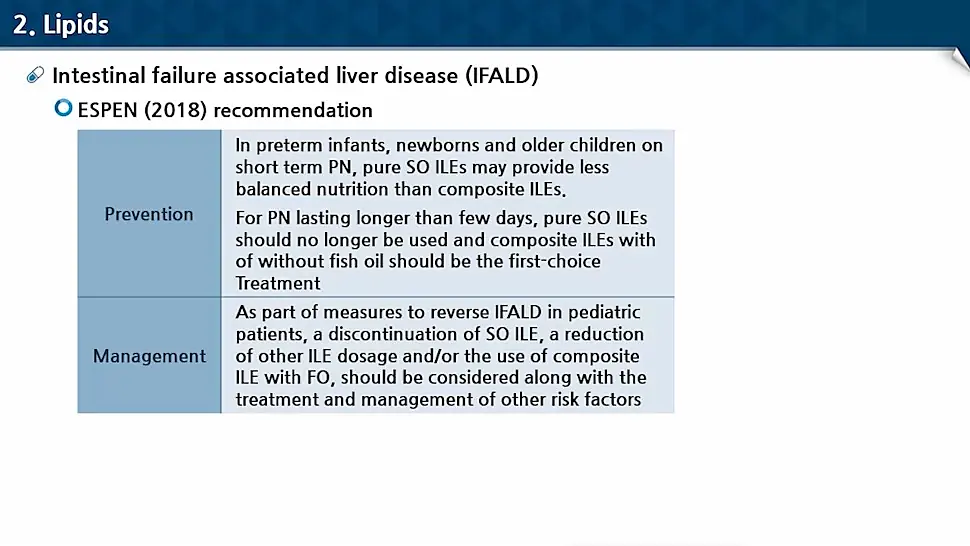 2. Lipids
Intestinal failure associated liver disease (IFALD)
ESPEN (2018) recommendation
Prevention
In preterm infants, newborns and older children on
short term PN, pure SO ILEs may provide less
balanced nutrition than composite ILEs.
For PN lasting longer than few days, pure SO ILEs
should no longer be used and composite ILEs with
of without fish oil should be the first-choice
Treatment
Management
As part of measures to reverse IFALD in pediatric
patients, a discontinuation of SO ILE, a reduction
of other ILE dosage and/or the use of composite
ILE with FO, should be considered along with the
treatment and management of other risk factors